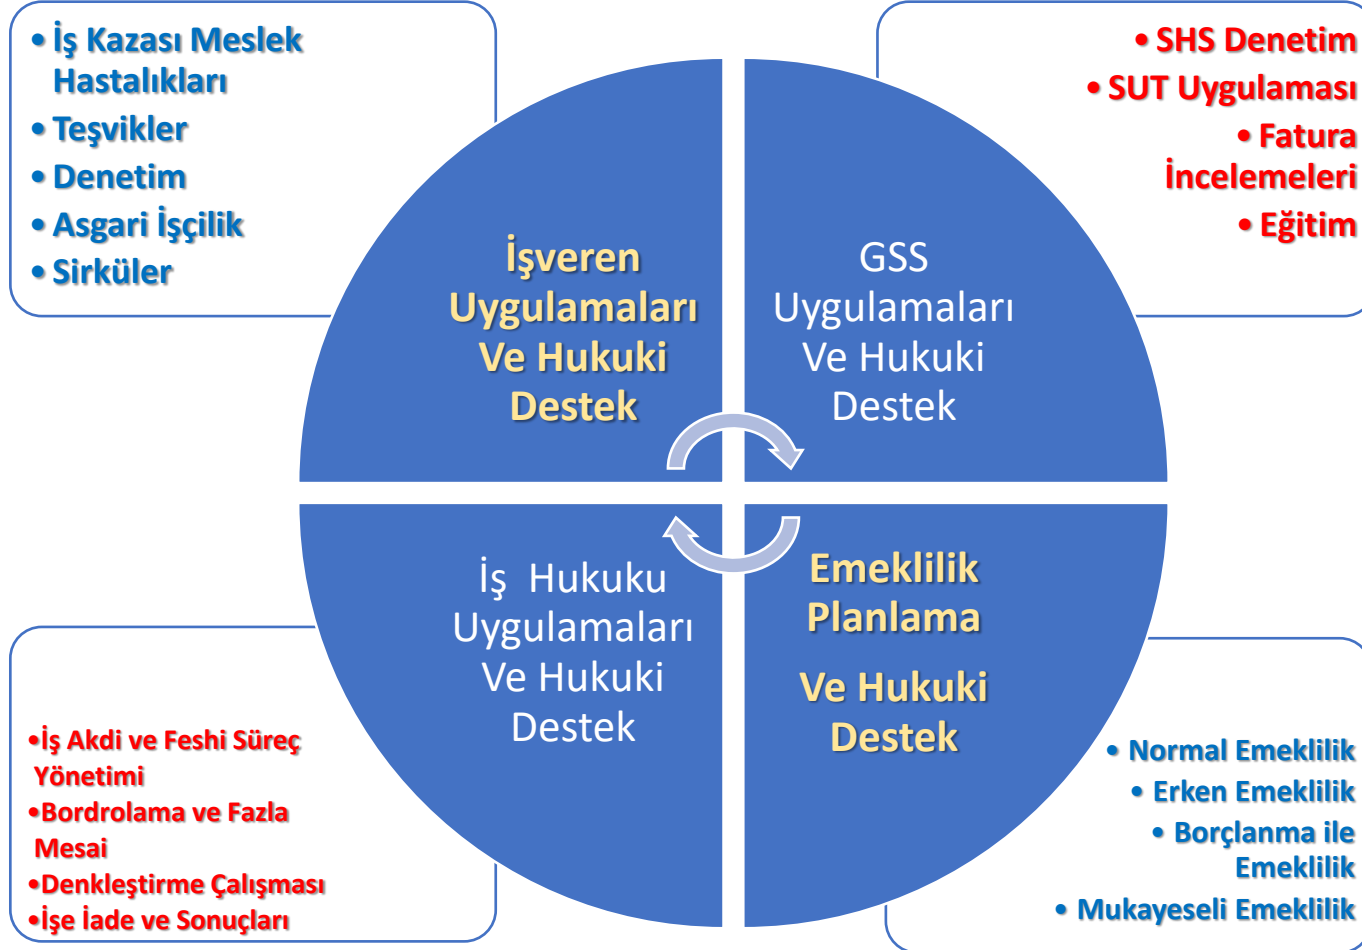 • İş Kazası Meslek
Hastalıkları
• Teşvikler
• Denetim
• Asgari İşçilik
• Sirküler
• SHS Denetim
• SUT Uygulaması
• Fatura
İncelemeleri
• Eğitim
İşveren
Uygulamaları
Ve Hukuki
Destek
GSS
Uygulamaları
Ve Hukuki
Destek
İş Hukuku
Uygulamaları
Ve Hukuki
Destek
Emeklilik
Planlama
Ve Hukuki
Destek
•İş Akdi ve Feshi Süreç
Yönetimi
•Bordrolama ve Fazla
Mesai
•Denkleştirme Çalışması
•İşe İade ve Sonuçları
• Normal Emeklilik
• Erken Emeklilik
• Borçlanma ile
Emeklilik
• Mukayeseli Emeklilik